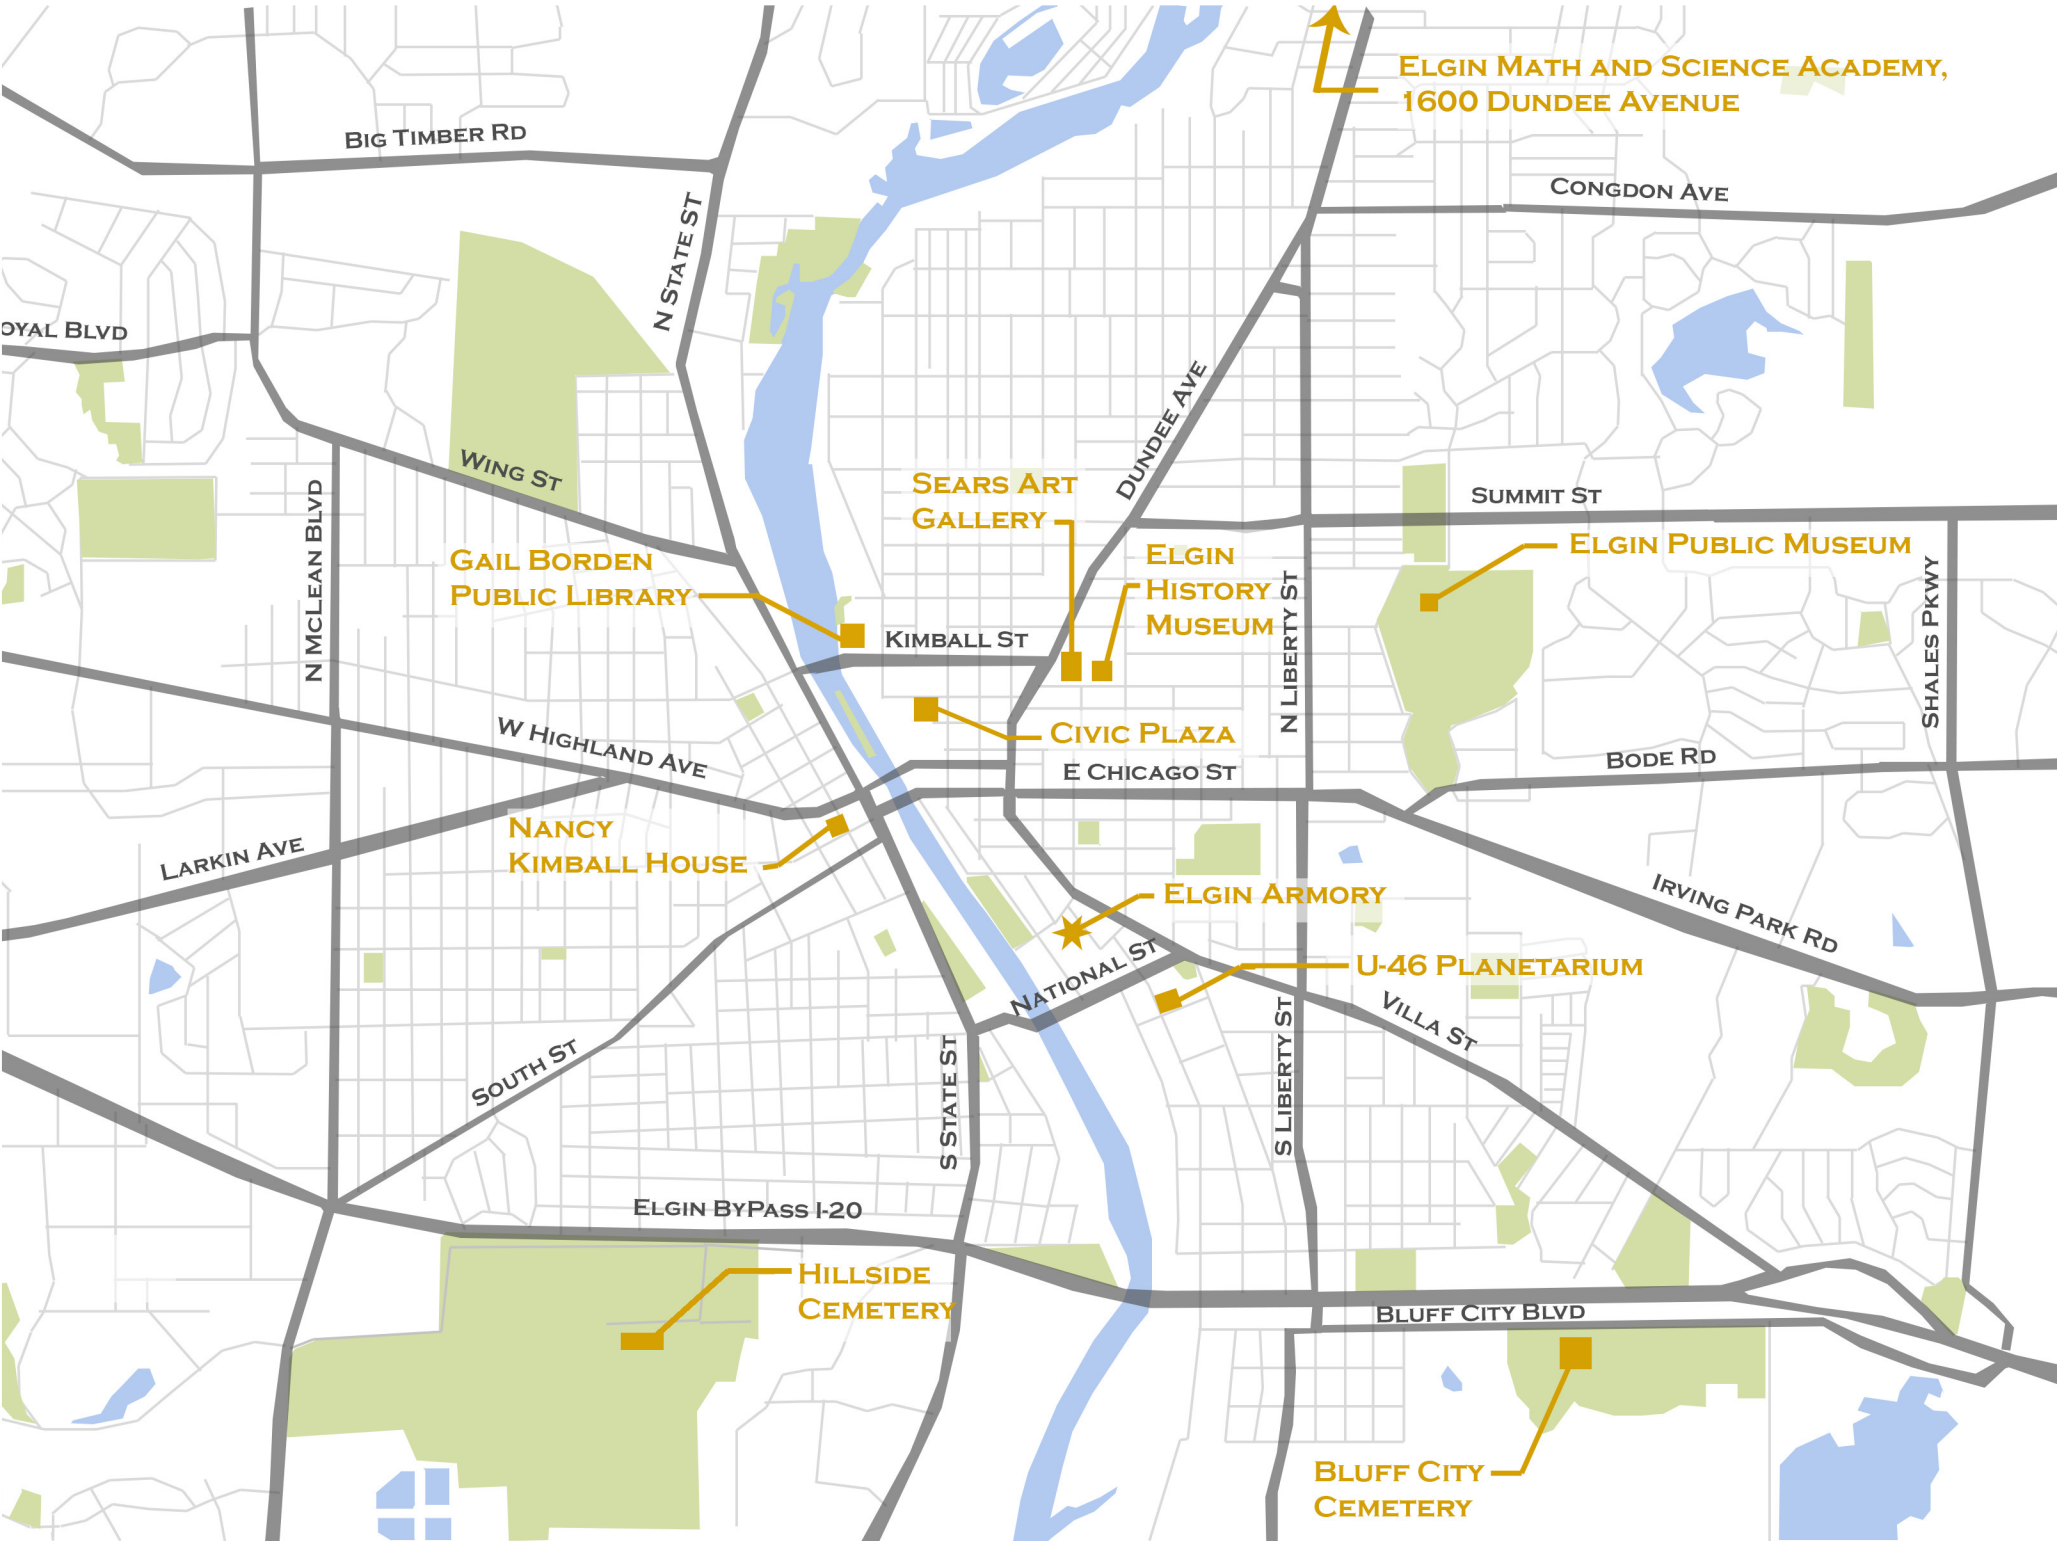 Elgin Math and Science Academy,
1600 Dundee Avenue
Big Timber Rd
Congdon Ave
N State St
oyal Blvd
Dundee Ave
Wing St
Sears Art
Gallery
Summit St
N McLean Blvd
Gail Borden
Public Library
Elgin
History
Museum
Elgin Public Museum
N Liberty St
Shales Pkwy
Kimball St
W Highland Ave
Civic Plaza
Bode Rd
E Chicago St
Nancy
Kimball House
Larkin Ave
Elgin Armory
Irving Park Rd
National St
U-46 Planetarium
Villa St
South St
S State St
S Liberty St
Elgin ByPass I-20
Hillside
Cemetery
Bluff City Blvd
Bluff City
Cemetery